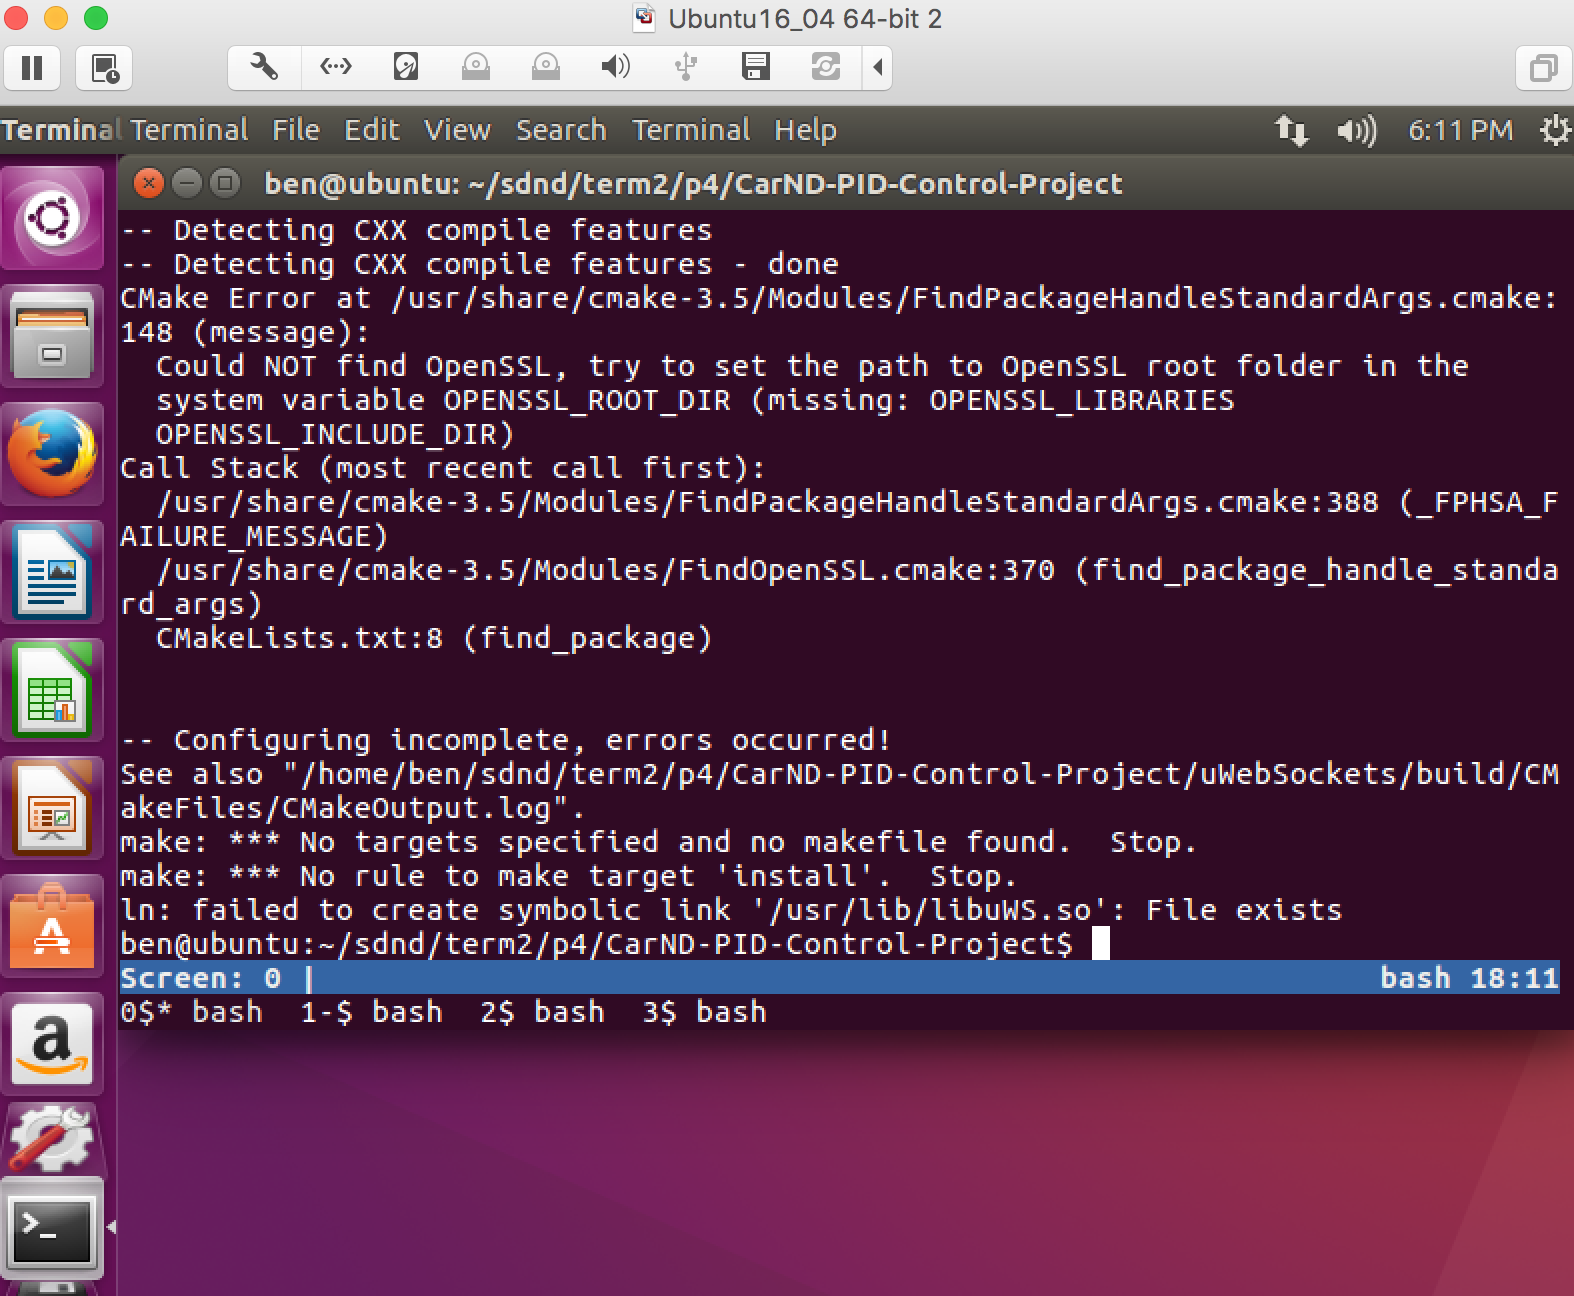 Ubuntu16_04 64-bit 2
Terminal Terminal File Edit View Search Terminal Help 6:11 PM
ben@ubuntu: ~/sdnd/term2/p4/CarND-PID-Control-Project
-- Detecting CXX compile features
-- Detecting CXX compile features - done
CMake Error at /usr/share/cmake-3.5/Modules/FindPackageHandleStandardArgs.cmake:
148 (message):
  Could NOT find OpenSSL, try to set the path to OpenSSL root folder in the
  system variable OPENSSL_ROOT_DIR (missing: OPENSSL_LIBRARIES
  OPENSSL_INCLUDE_DIR)
Call Stack (most recent call first):
  /usr/share/cmake-3.5/Modules/FindPackageHandleStandardArgs.cmake:388 (_FPHSA_F
AILURE_MESSAGE)
  /usr/share/cmake-3.5/Modules/FindOpenSSL.cmake:370 (find_package_handle_standa
rd_args)
  CMakeLists.txt:8 (find_package)
-- Configuring incomplete, errors occurred!
See also "/home/ben/sdnd/term2/p4/CarND-PID-Control-Project/uWebSockets/build/CM
akeFiles/CMakeOutput.log".
make: *** No targets specified and no makefile found.  Stop.
make: *** No rule to make target 'install'.  Stop.
ln: failed to create symbolic link '/usr/lib/libuWS.so': File exists
ben@ubuntu:~/sdnd/term2/p4/CarND-PID-Control-Project$
Screen: 0 | bash 18:11
0$* bash  1-$ bash  2$ bash  3$ bash